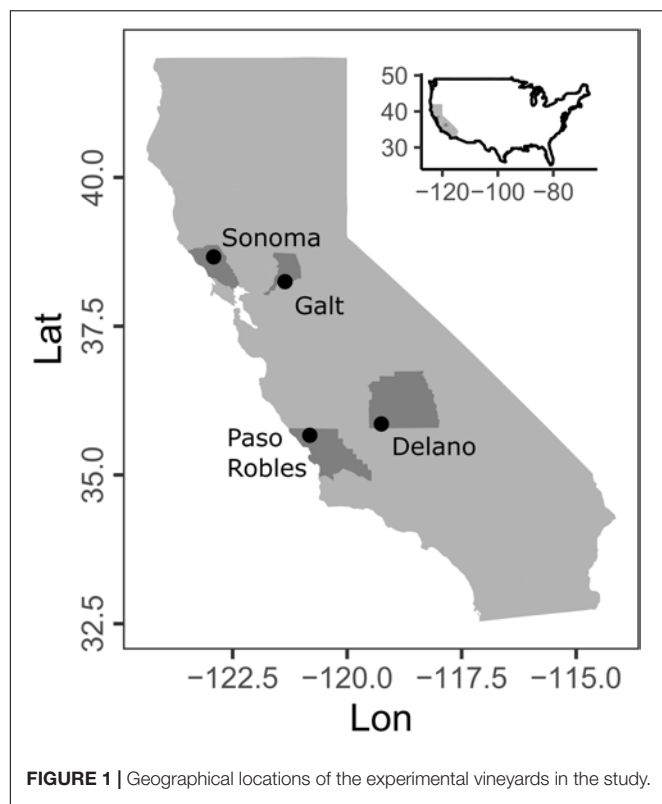 50
40
30
−120 −100 −80
40.0
37.5
35.0
32.5
Lat
Sonoma
Galt
Paso
Robles
Delano
−122.5 −120.0 −117.5 −115.0
Lon
FIGURE 1 | Geographical locations of the experimental vineyards in the study.